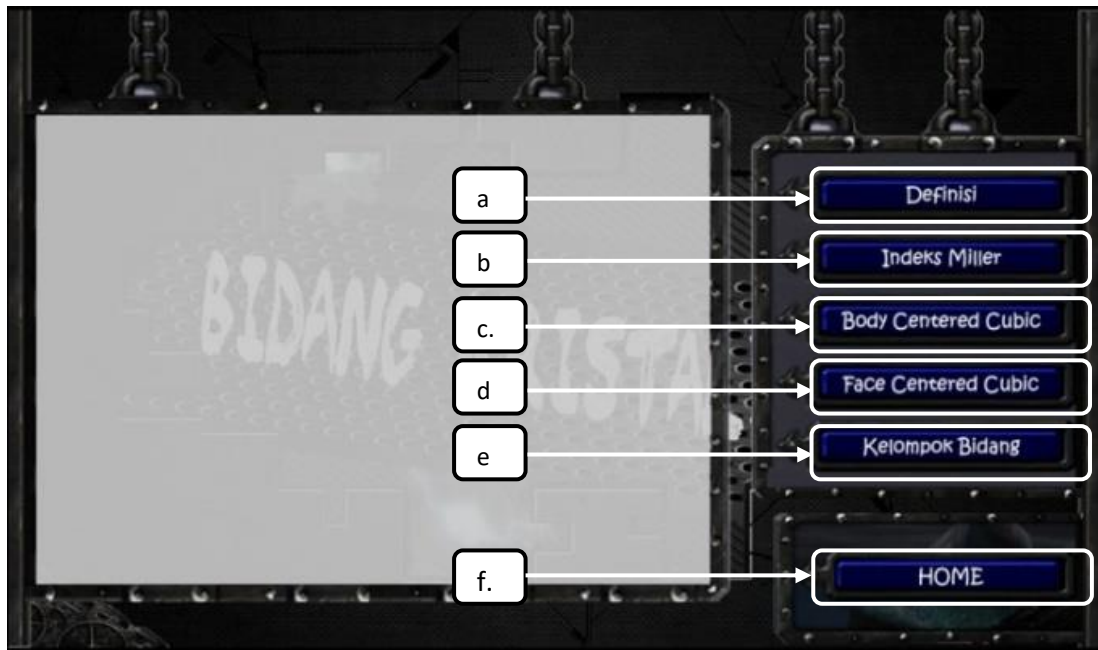 a
Definisi
b
Indeks Miller
BIDANG
c.
Body Centered Cubic
d
Face Centered Cubic
e
Kelompok Bidang
f.
HOME